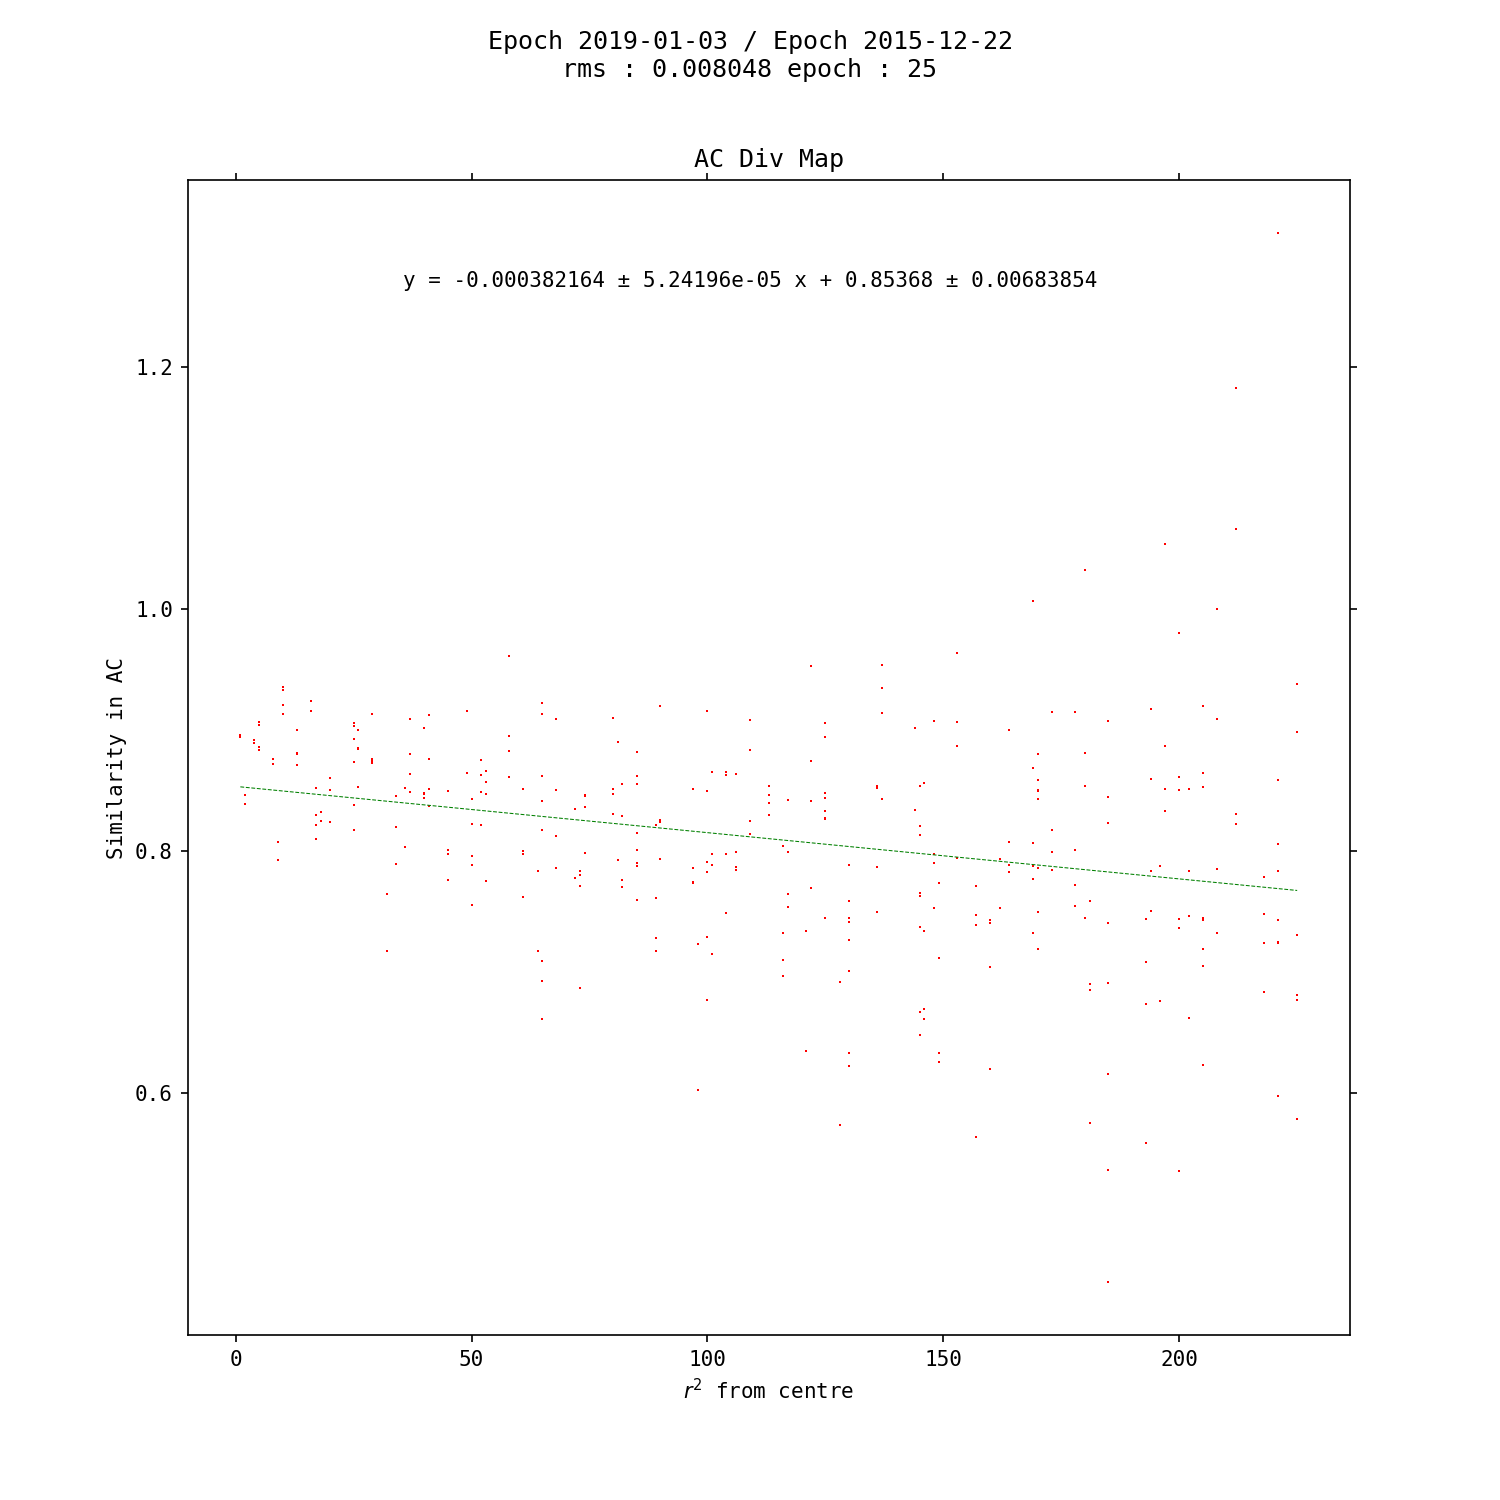 Epoch 2019-01-03 / Epoch 2015-12-22
rms : 0.008048 epoch : 25
AC Div Map
y = -0.000382164 ± 5.24196e-05 x + 0.85368 ± 0.00683854
1.2
1.0
0.8
0.6
Similarity in AC
0 50 100 150 200
r² from centre